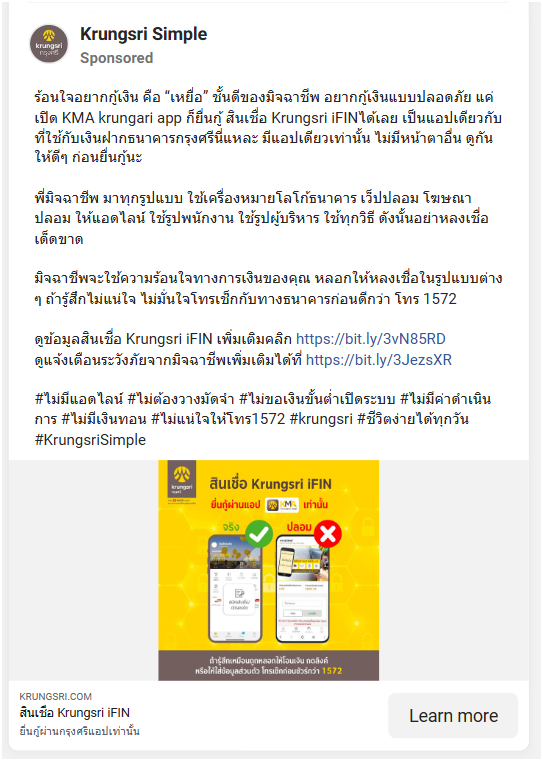 Krungsri Simple
Sponsored
krungsri
กรุงศรี
ร้อนใจอยากกู้เงิน คือ “เหยื่อ” ชั้นดีของมิจฉาชีพ อยากกู้เงินแบบปลอดภัย แค่
เปิด KMA krungari app ก็ยื่นกู้ สินเชื่อ Krungsri iFINได้เลย เป็นแอปเดียวกับ
ที่ใช้กับเงินฝากธนาคารกรุงศรีนี่แหละ มีแอปเดียวเท่านั้น ไม่มีหน้าตาอื่น ดูกัน
ให้ดีๆ ก่อนยื่นกู้นะ
พี่มิจฉาชีพ มาทุกรูปแบบ ใช้เครื่องหมายโลโก้ธนาคาร เว็ปปลอม โฆษณา
ปลอม ให้แอดไลน์ ใช้รูปพนักงาน ใช้รูปผู้บริหาร ใช้ทุกวิธี ดังนั้นอย่าหลงเชื่อ
เด็ดขาด
มิจฉาชีพจะใช้ความร้อนใจทางการเงินของคุณ หลอกให้หลงเชื่อในรูปแบบต่าง
ๆ ถ้ารู้สึกไม่แน่ใจ ไม่มั่นใจโทรเช็กกับทางธนาคารก่อนดีกว่า โทร 1572
ดูข้อมูลสินเชื่อ Krungsri iFIN เพิ่มเติมคลิก https://bit.ly/3vN85RD
ดูแจ้งเตือนระวังภัยจากมิจฉาชีพเพิ่มเติมได้ที่ https://bit.ly/3JezsXR
#ไม่มีแอดไลน์ #ไม่ต้องวางมัดจำ #ไม่ขอเงินขั้นต่ำเปิดระบบ #ไม่มีค่าดำเนิน
การ #ไม่มีเงินทอน #ไม่แน่ใจให้โทร1572 #krungsri #ชีวิตง่ายได้ทุกวัน
#KrungsriSimple
krungsri
กรุงศรี
สินเชื่อ Krungsri iFIN
ยื่นกู้ผ่านแอป KMA เท่านั้น
จริง ปลอม
ถ้ารู้สึกเหมือนถูกหลอกให้โอนเงิน กดลิงค์
หรือให้ใส่ข้อมูลส่วนตัว โทรเช็กก่อนชัวร์กว่า 1572
KRUNGSRI.COM
สินเชื่อ Krungsri iFIN
ยื่นกู้ผ่านกรุงศรีแอปเท่านั้น
Learn more